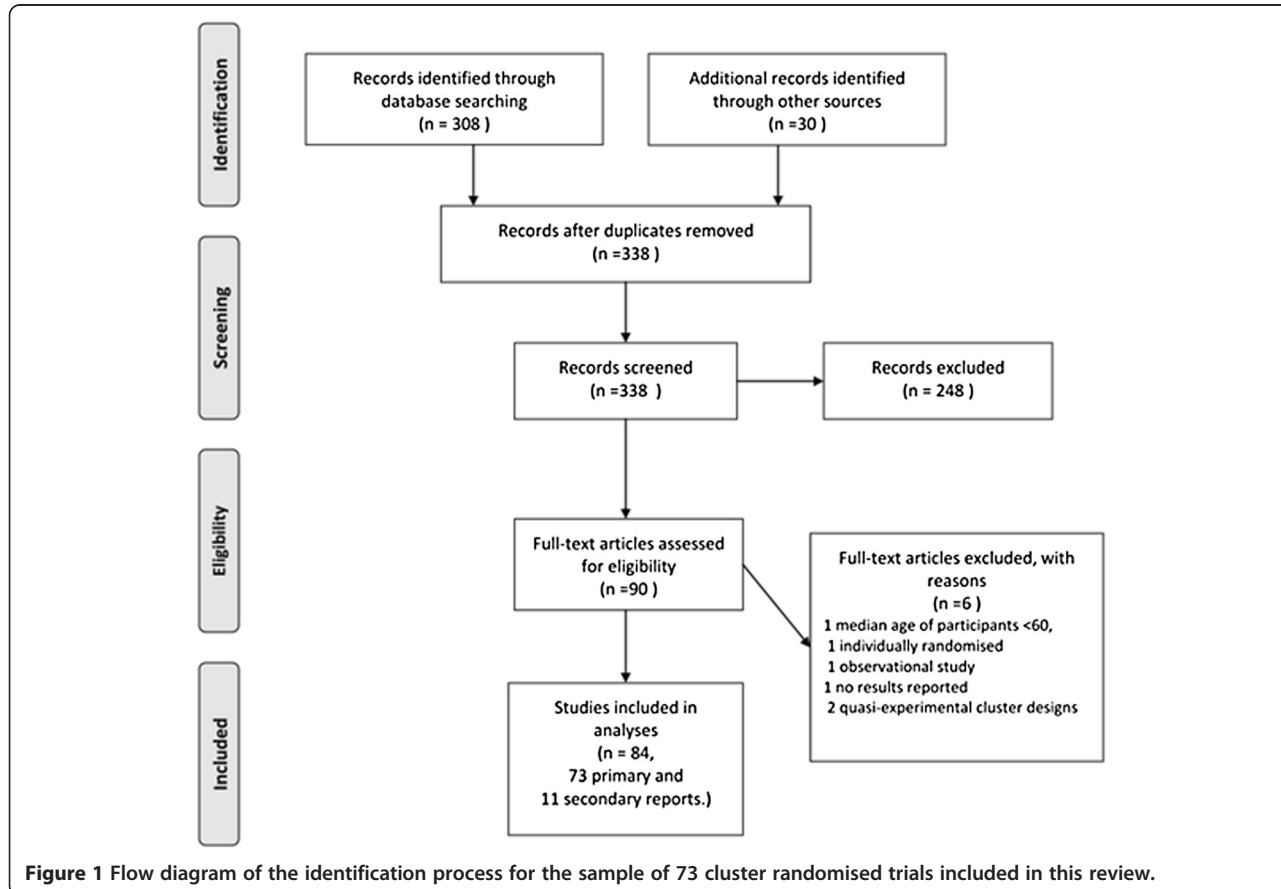 Identification
Records identified through
database searching
(n = 308 )
Additional records identified
through other sources
(n =30 )
Records after duplicates removed
(n =338 )
Screening
Records screened
(n =338 )
Records excluded
(n = 248 )
Eligibility
Full-text articles assessed
for eligibility
(n =90 )
Full-text articles excluded, with
reasons
(n =6 )
1 median age of participants <60,
1 individually randomised
1 observational study
1 no results reported
2 quasi-experimental cluster designs
Included
Studies included in
analyses
(n = 84,
73 primary and
11 secondary reports.)
Figure 1 Flow diagram of the identification process for the sample of 73 cluster randomised trials included in this review.